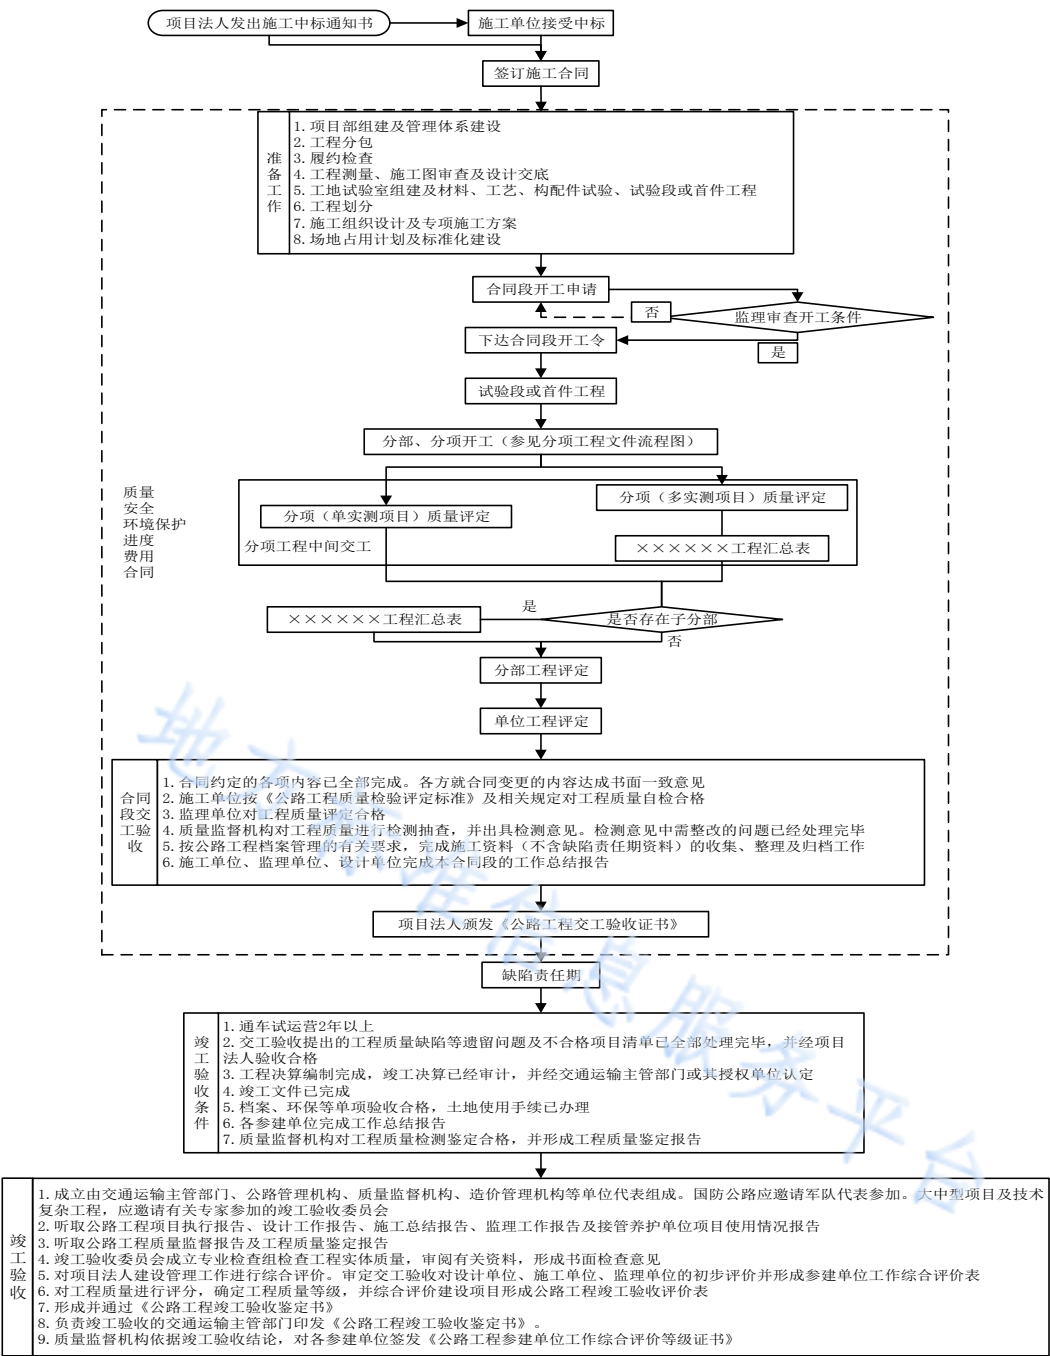 项目法人发出施工中标通知书
施工单位接受中标
签订施工合同
准备工作
1. 项目部组建及管理体系建设
2. 工程分包
3. 履约检查
4. 工程测量、施工图审查及设计交底
5. 工地试验室组建及材料、工艺、构配件试验、试验段或首件工程
6. 工程划分
7. 施工组织设计及专项施工方案
8. 场地占用计划及标准化建设
合同段开工申请
否
监理审查开工条件
下达合同段开工令
是
试验段或首件工程
分部、分项开工（参见分项工程文件流程图）
质量
安全
环境保护
进度
费用
合同
分项（单实测项目）质量评定
分项（多实测项目）质量评定
分项工程中间交工
××××××工程汇总表
××××××工程汇总表
是
是否存在子分部
否
分部工程评定
单位工程评定
合同
段交
工验
收
1. 合同约定的各项内容已全部完成。各方就合同变更的内容达成书面一致意见
2. 施工单位按《公路工程质量检验评定标准》及相关规定对工程质量自检合格
3. 监理单位对工程质量评定合格
4. 质量监督机构对工程质量进行检测抽查，并出具检测意见。检测意见中需整改的问题已经处理完毕
5. 按公路工程档案管理的有关要求，完成施工资料（不含缺陷责任期资料）的收集、整理及归档工作
6. 施工单位、监理单位、设计单位完成本合同段的工作总结报告
项目法人颁发《公路工程交工验收证书》
缺陷责任期
竣工验收条件
1. 通车试运营2年以上
2. 交工验收提出的工程质量缺陷等遗留问题及不合格项目清单已全部处理完毕，并经项目
法人验收合格
3. 工程决算编制完成，竣工决算已经审计，并经交通运输主管部门或其授权单位认定
4. 竣工文件已完成
5. 档案、环保等单项验收合格，土地使用手续已办理
6. 各参建单位完成工作总结报告
7. 质量监督机构对工程质量检测鉴定合格，并形成工程质量鉴定报告
竣工验收
1. 成立由交通运输主管部门、公路管理机构、质量监督机构、造价管理机构等单位代表组成。国防公路应邀请军队代表参加。大中型项目及技术
复杂工程，应邀请有关专家参加的竣工验收委员会
2. 听取公路工程项目执行报告、设计工作报告、施工总结报告、监理工作报告及接管养护单位项目使用情况报告
3. 听取公路工程质量监督报告及工程质量鉴定报告
4. 竣工验收委员会成立专业检查组检查工程实体质量，审阅有关资料，形成书面检查意见
5. 对项目法人建设管理工作进行综合评价。审定交工验收对设计单位、施工单位、监理单位的初步评价并形成参建单位工作综合评价表
6. 对工程质量进行评分，确定工程质量等级，并综合评价建设项目形成公路工程竣工验收评价表
7. 形成并通过《公路工程竣工验收鉴定书》
8. 负责竣工验收的交通运输主管部门印发《公路工程竣工验收鉴定书》。
9. 质量监督机构依据竣工验收结论，对各参建单位签发《公路工程参建单位工作综合评价等级证书》
地方标准信息服务平台